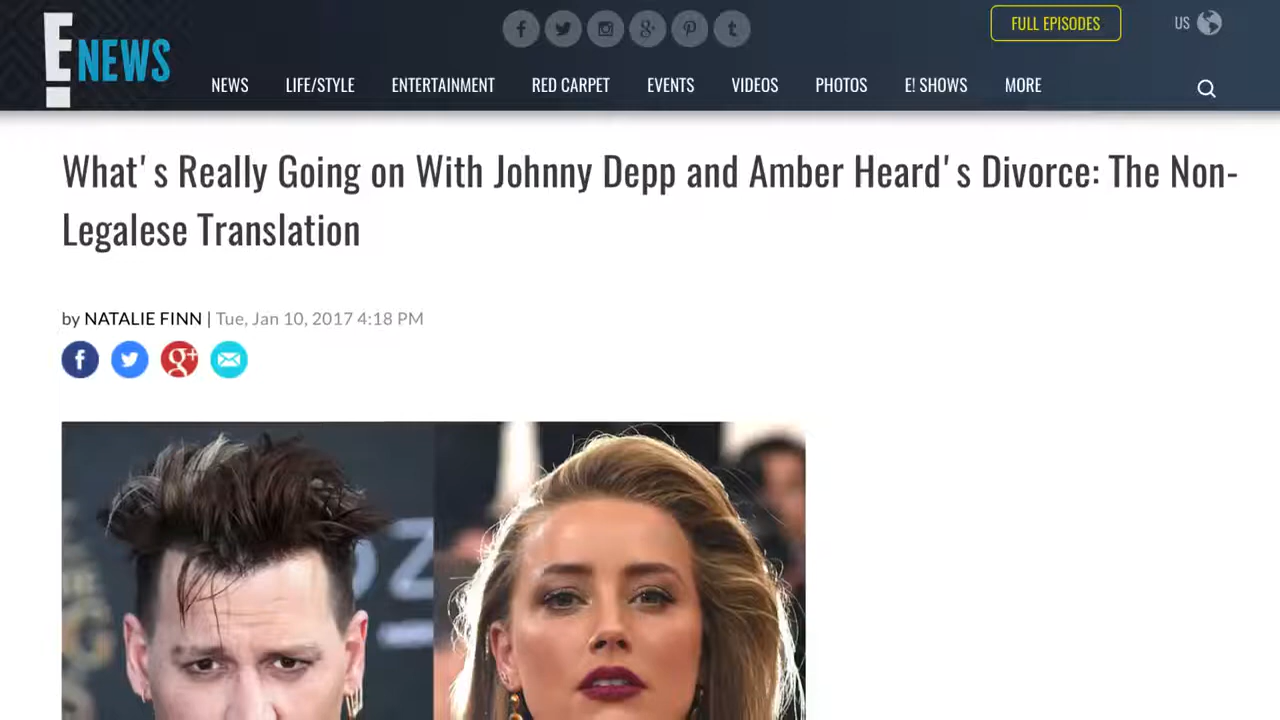 E! NEWS
FULL EPISODES
US
NEWS LIFE/STYLE ENTERTAINMENT RED CARPET EVENTS VIDEOS PHOTOS E! SHOWS MORE
What's Really Going on With Johnny Depp and Amber Heard's Divorce: The Non-
Legalese Translation
by NATALIE FINN | Tue, Jan 10, 2017 4:18 PM